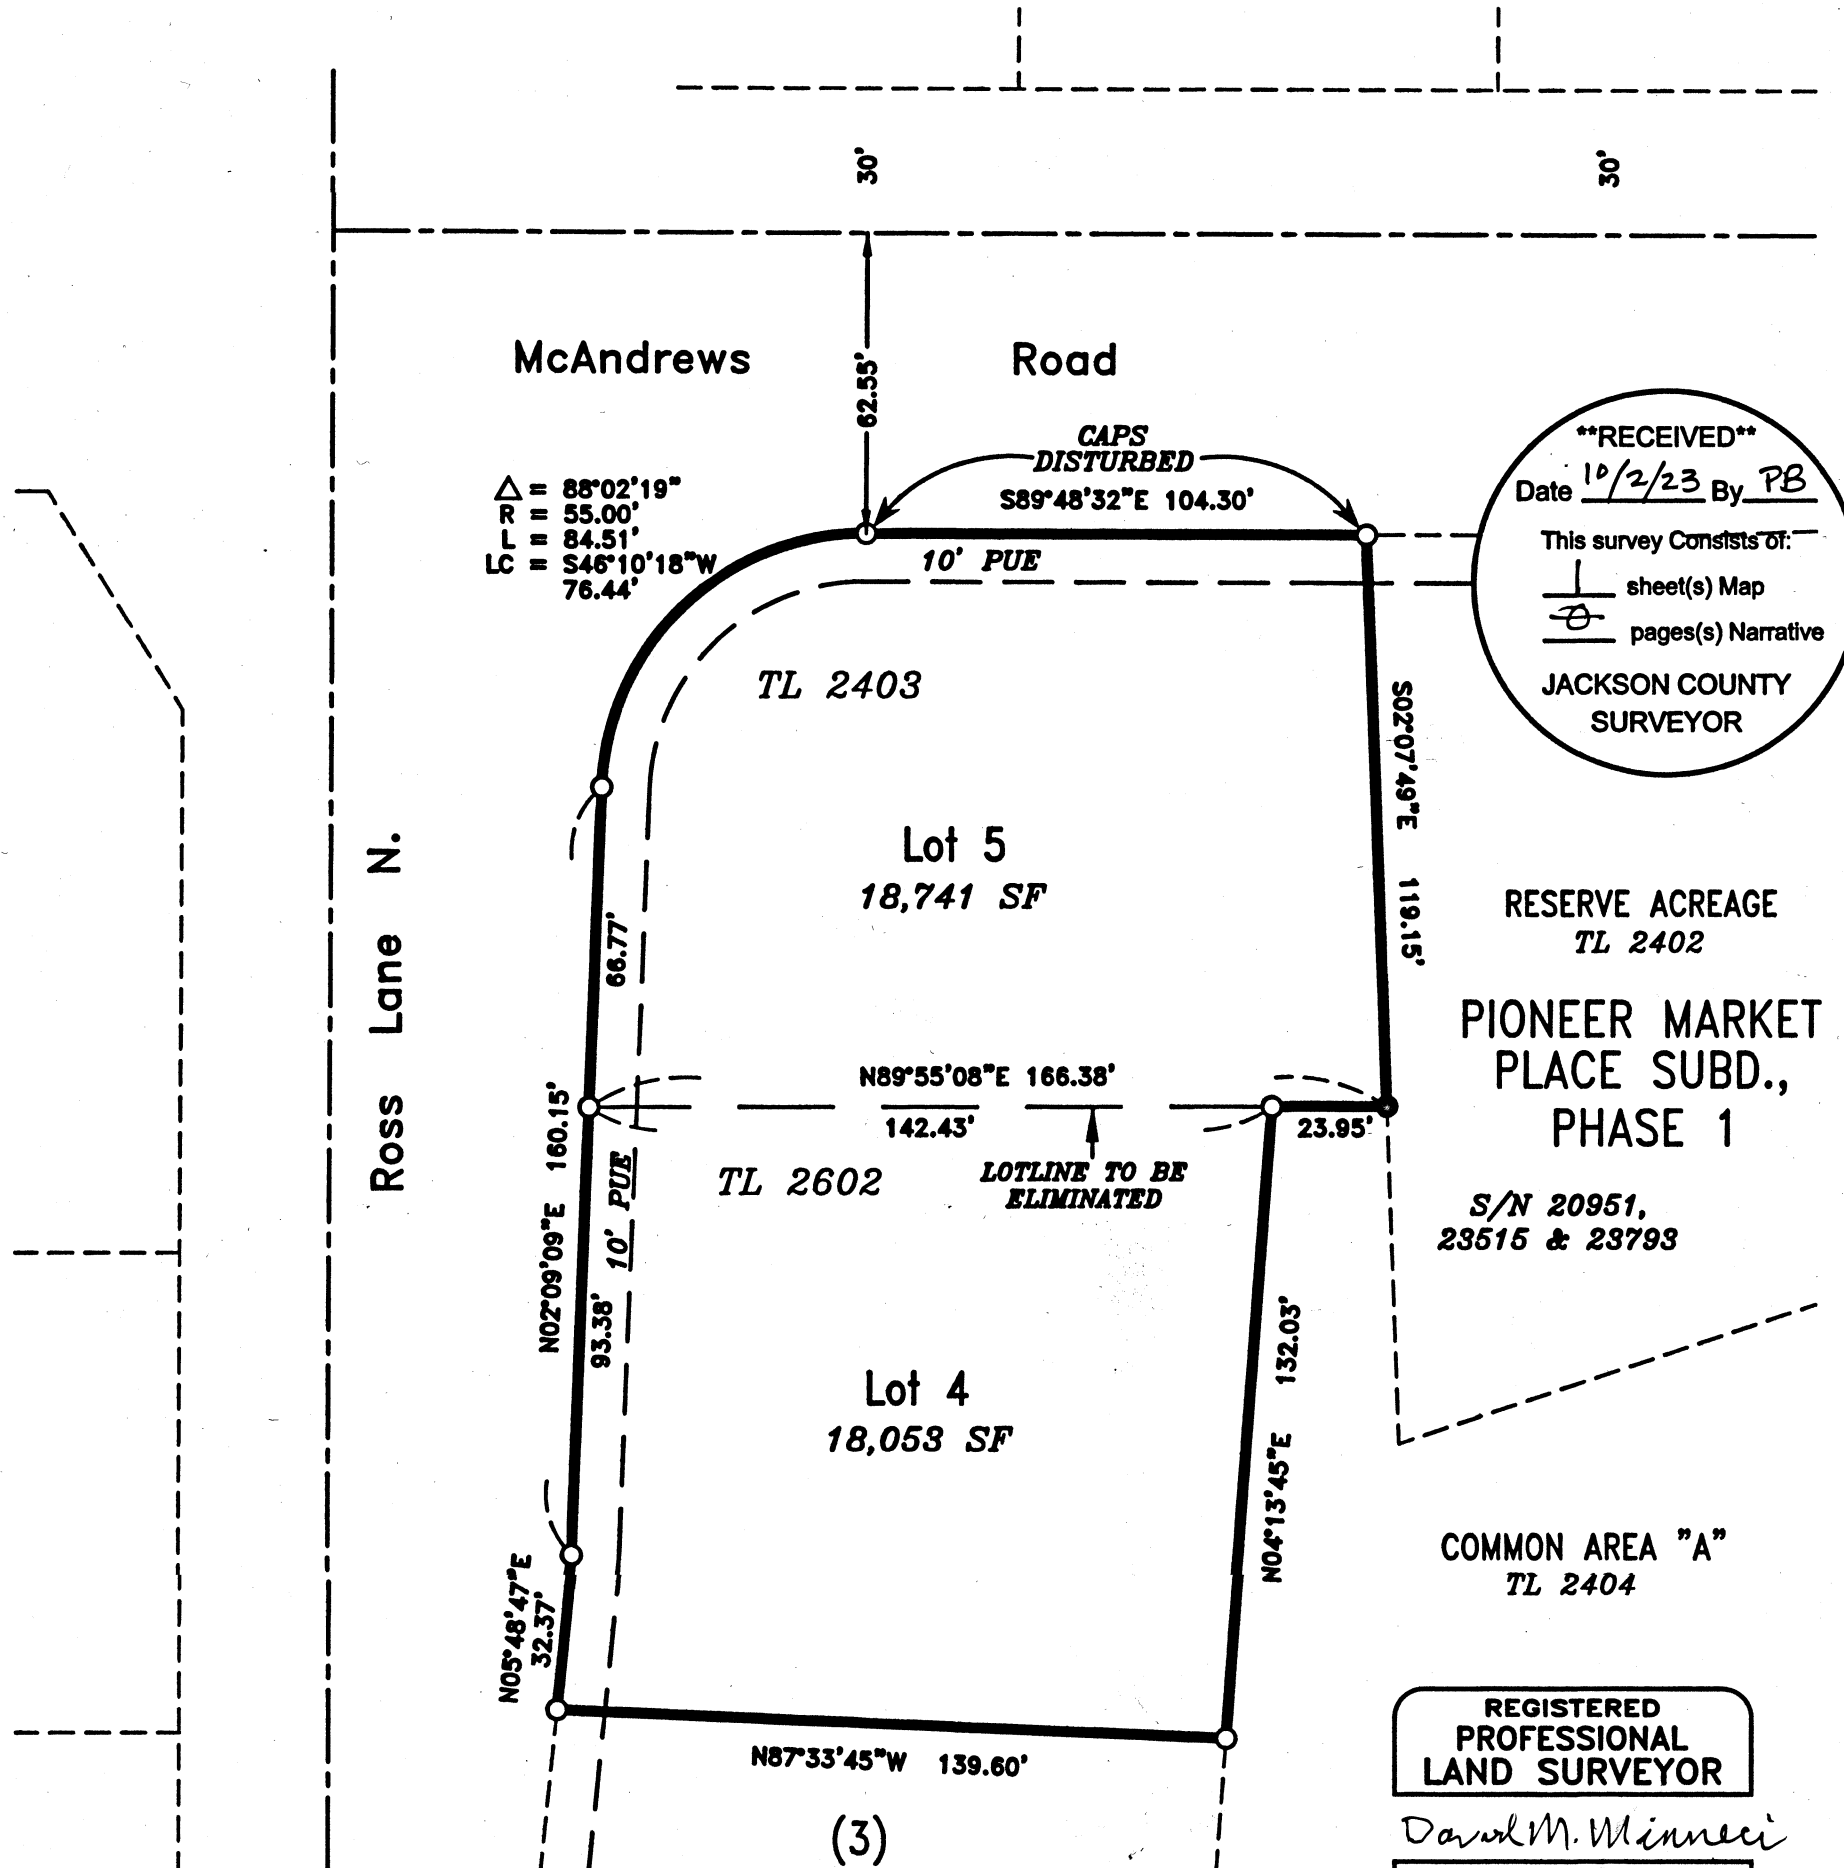 30'
30'
McAndrews Road
62.55'
△ = 88°02'19"
R = 55.00'
L = 84.51'
LC = S46°10'18"W
76.44'
CAPS
DISTURBED
S89°48'32"E 104.30'
10' PUE
**RECEIVED**
Date 10/2/23 By PB
This survey Consists of:
1 sheet(s) Map
0 pages(s) Narrative
JACKSON COUNTY
SURVEYOR
TL 2403
S02°07'49"E 119.15'
Lot 5
18,741 SF
66.77'
Ross Lane N.
RESERVE ACREAGE
TL 2402
PIONEER MARKET
PLACE SUBD.,
PHASE 1
S/N 20951,
23515 & 23793
N89°55'08"E 166.38'
142.43'
23.95'
LOTLINE TO BE
ELIMINATED
TL 2602
N02°09'09"E 160.15'
10' PUE
93.38'
Lot 4
18,053 SF
N04°13'45"E 132.03'
N05°48'47"E
32.37'
COMMON AREA "A"
TL 2404
N87°33'45"W 139.60'
(3)
REGISTERED
PROFESSIONAL
LAND SURVEYOR
David M. Minneci